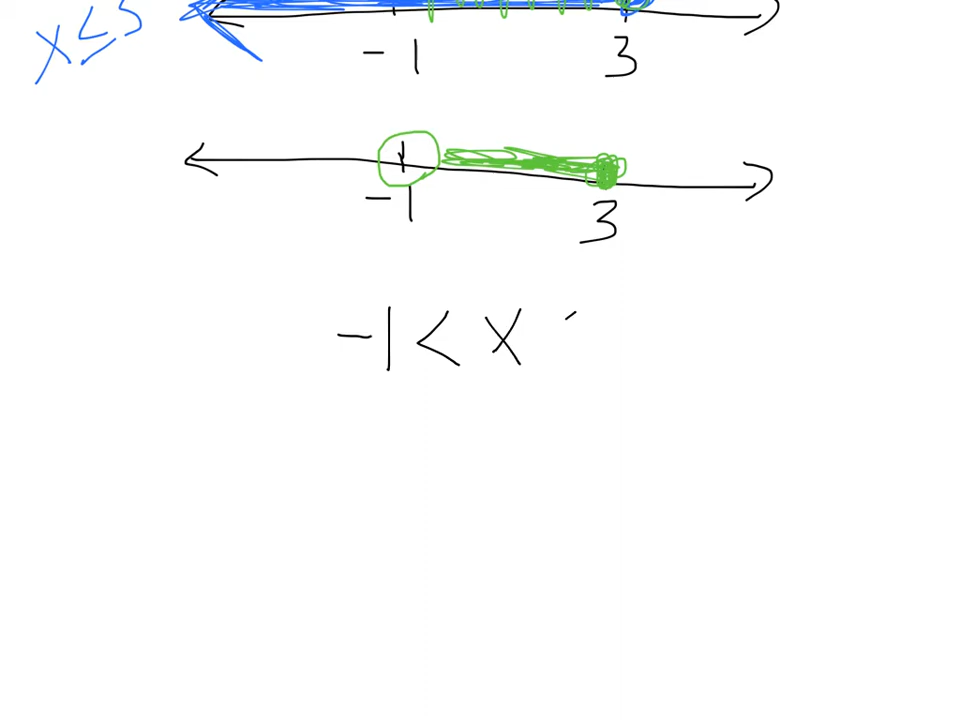 x ≤ 3
-1 3
-1 3
-1 < x